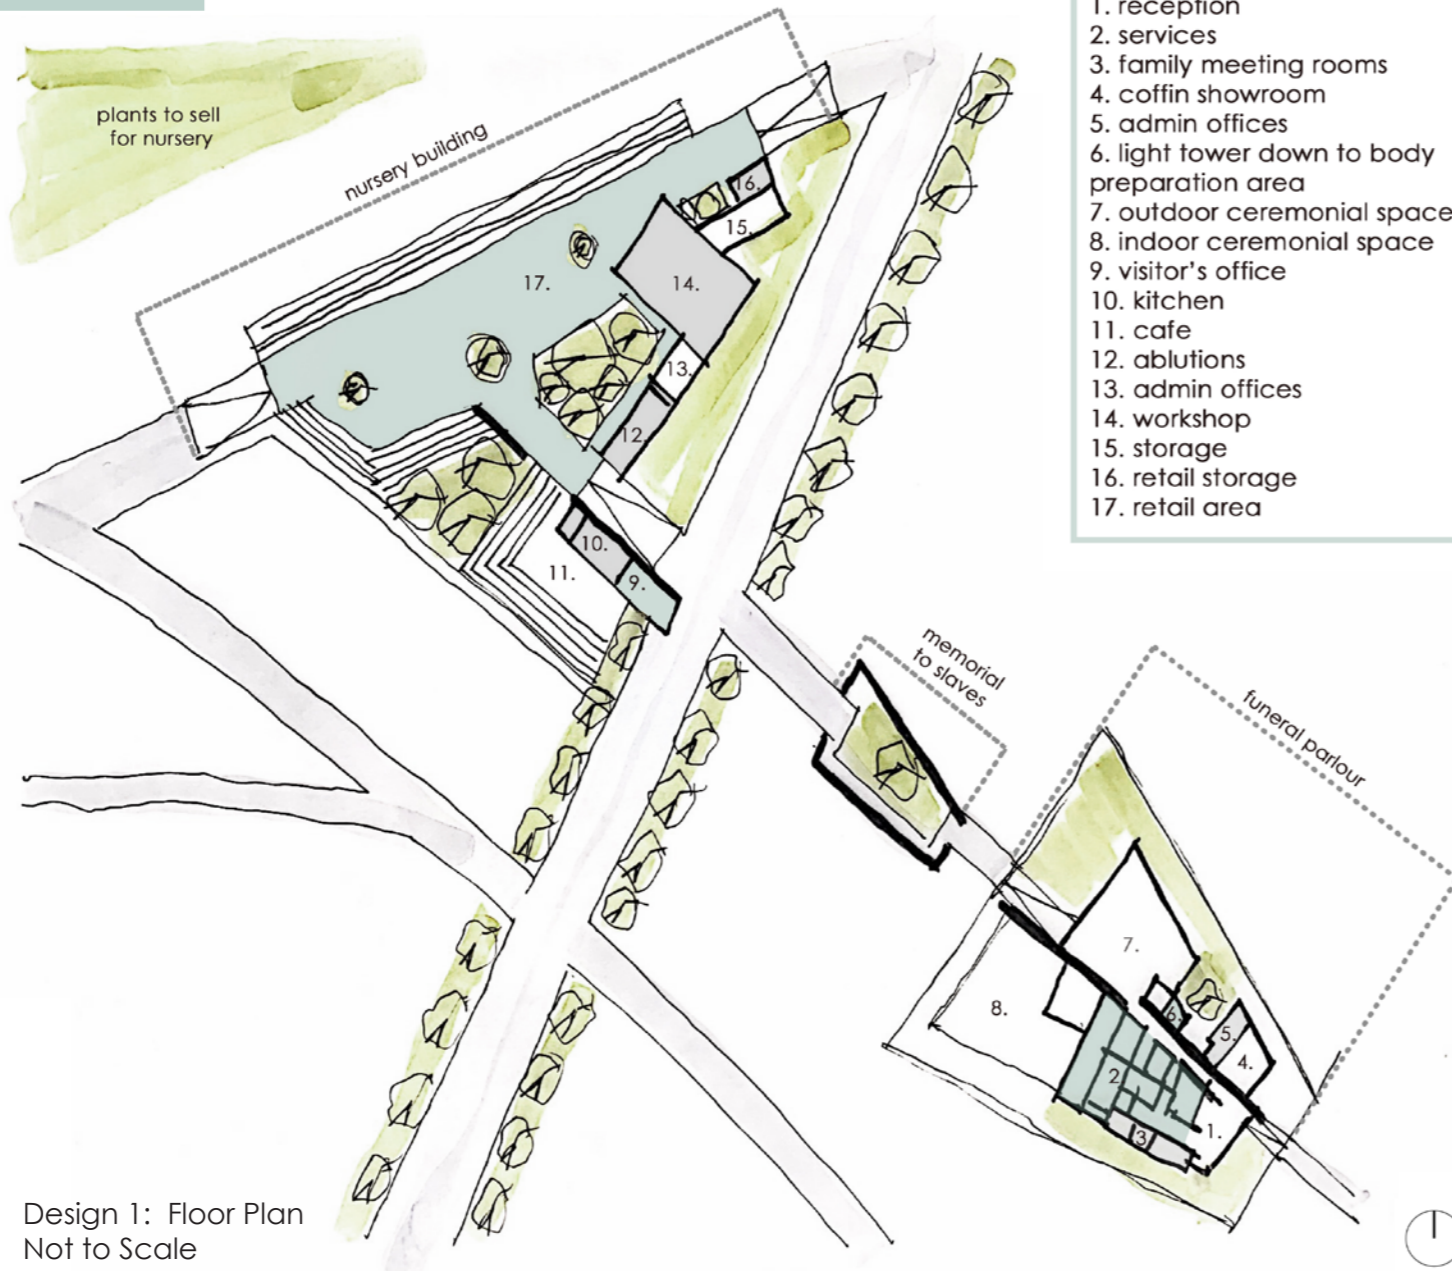 plants to sell
for nursery
nursery building
1. reception
2. services
3. family meeting rooms
4. coffin showroom
5. admin offices
6. light tower down to body
preparation area
7. outdoor ceremonial space
8. indoor ceremonial space
9. visitor's office
10. kitchen
11. cafe
12. ablutions
13. admin offices
14. workshop
15. storage
16. retail storage
17. retail area
16.
15.
17.
14.
13.
12.
10.
11.
9.
memorial
to slaves
funeral parlour
7.
8.
6.
5.
4.
2.
3
1.
Design 1: Floor Plan
Not to Scale